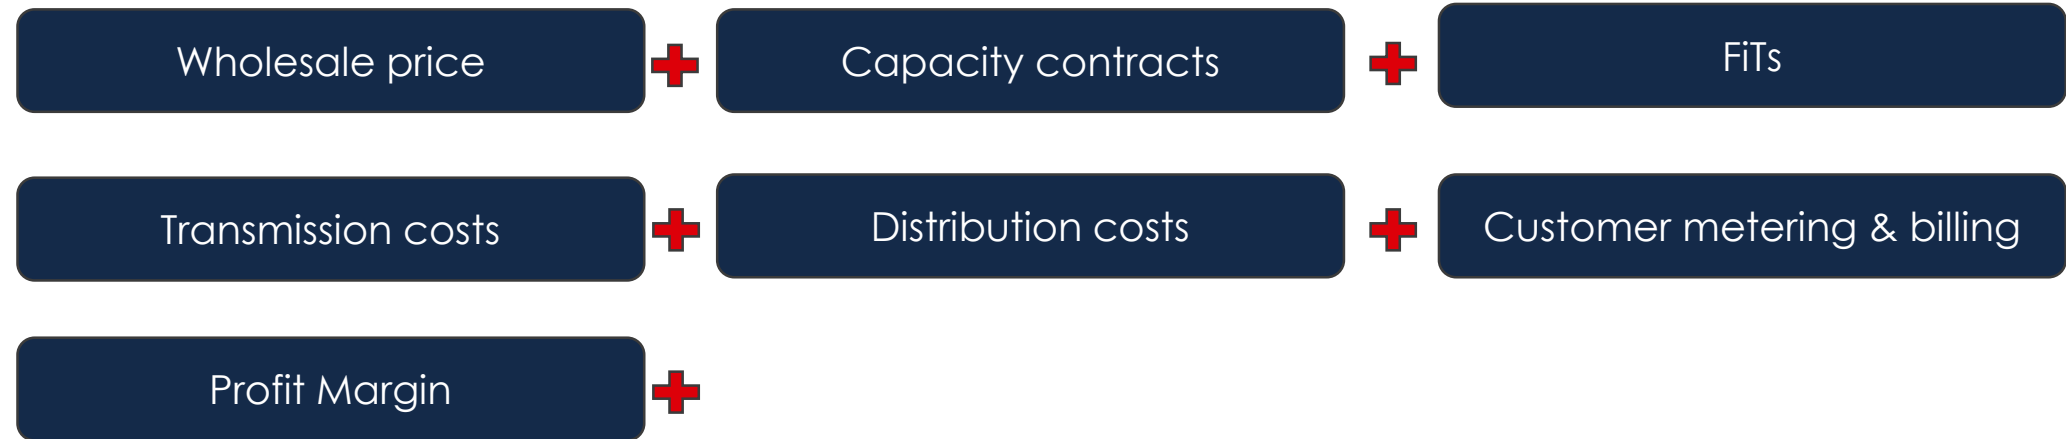 Wholesale price
Capacity contracts
FiTs
Transmission costs
Distribution costs
Customer metering & billing
Profit Margin